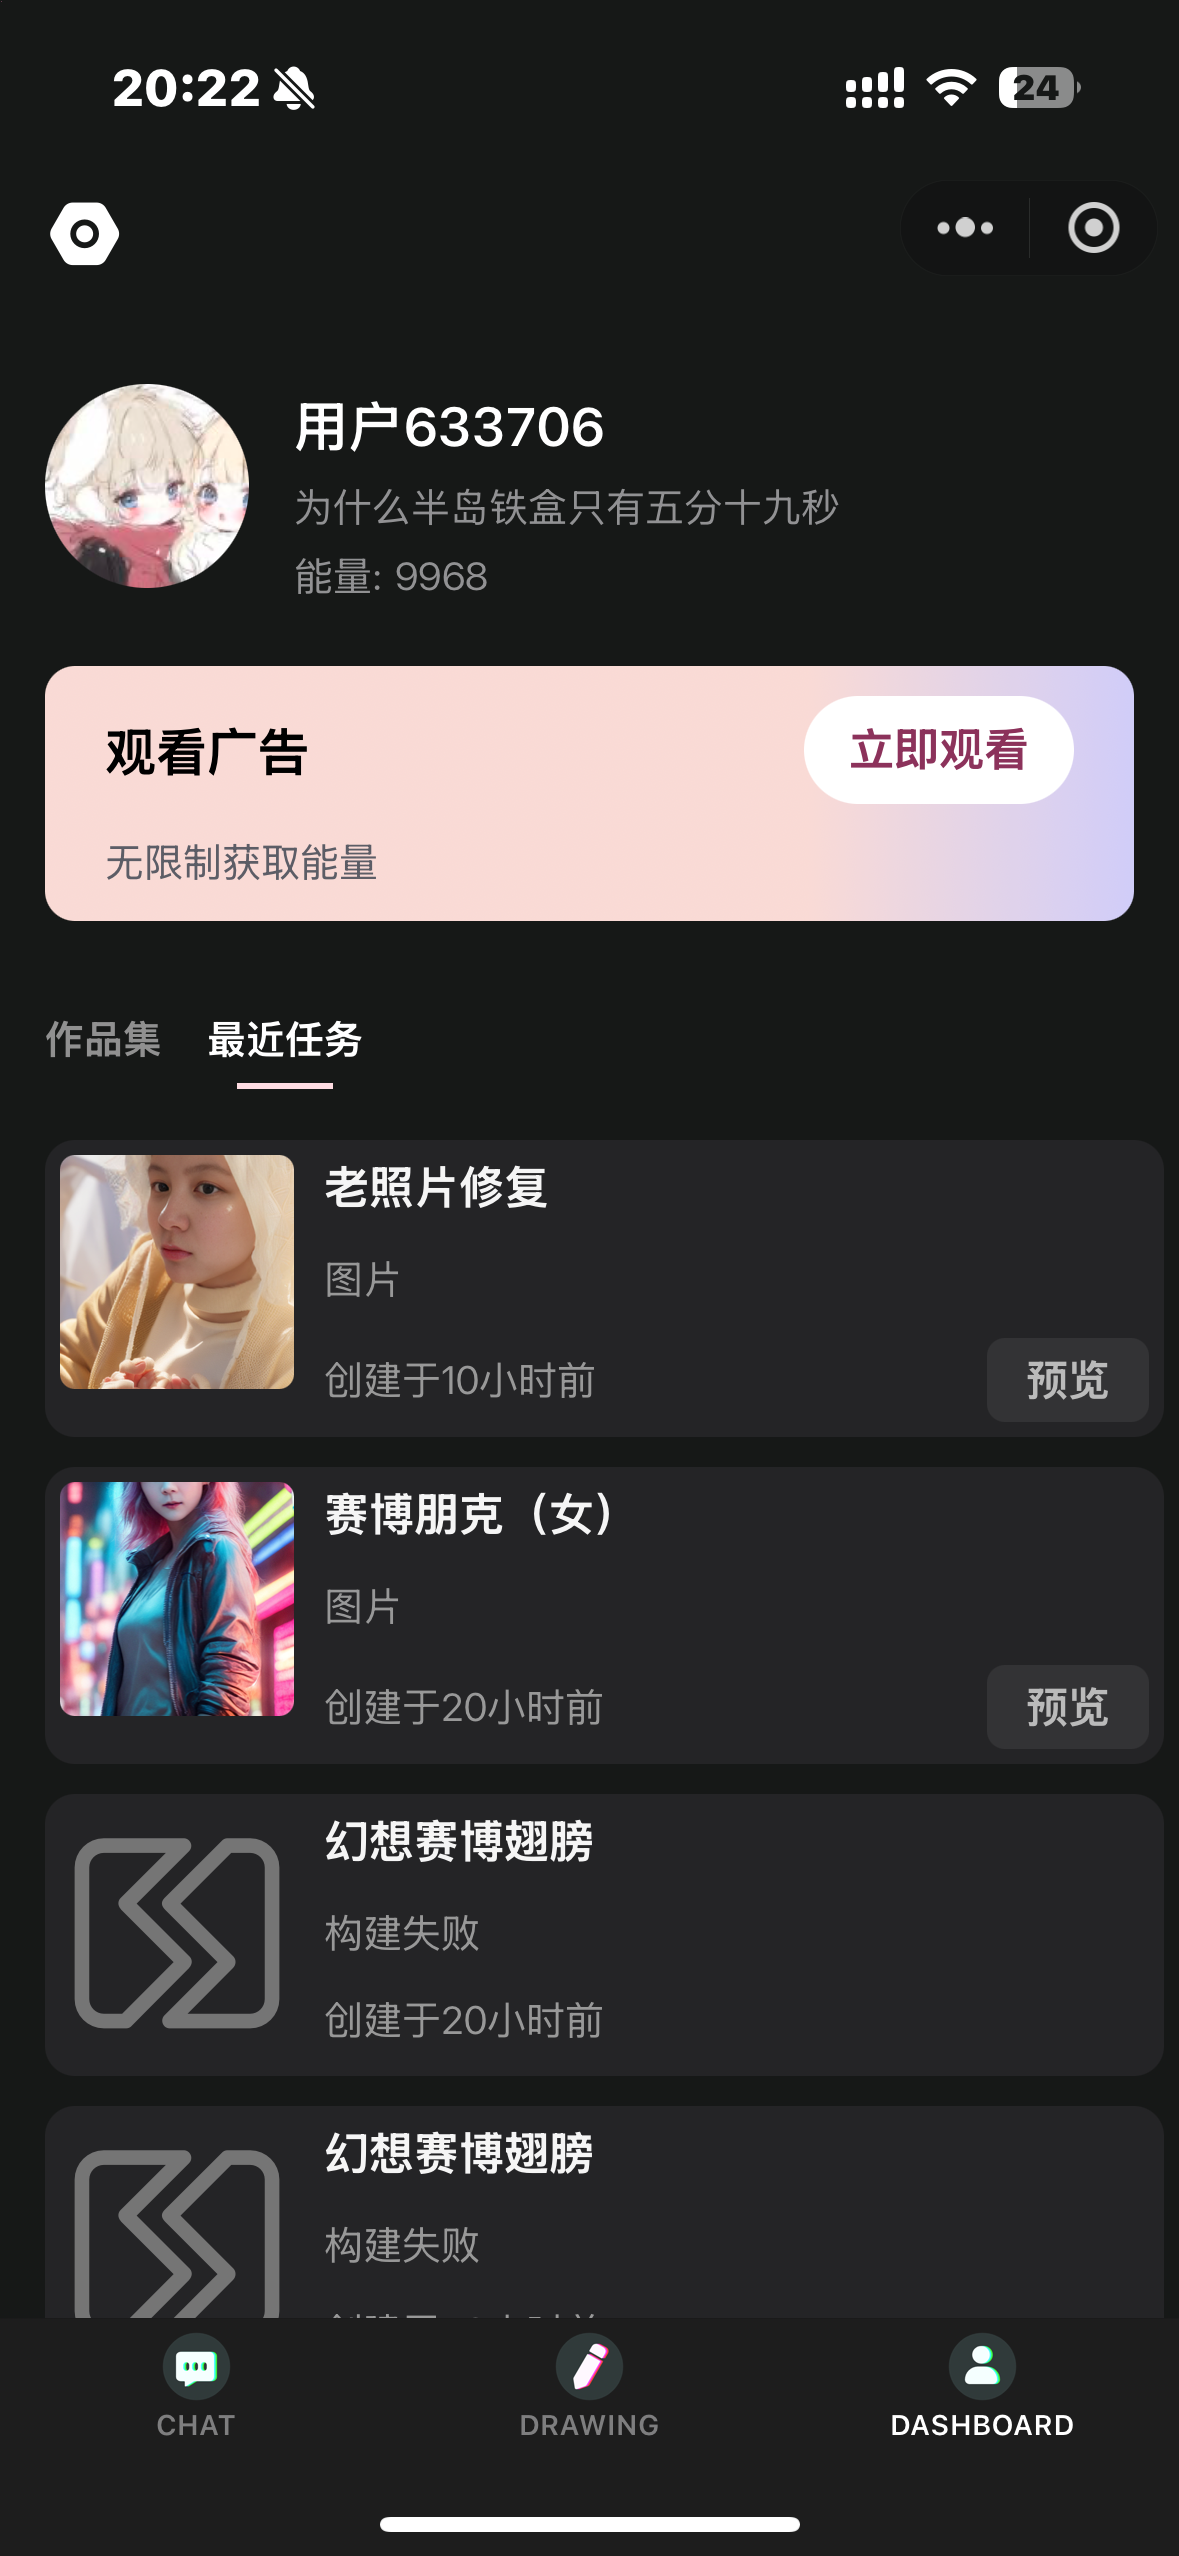 20:22
24
用户633706
为什么半岛铁盒只有五分十九秒
能量: 9968
观看广告
立即观看
无限制获取能量
作品集 最近任务
老照片修复
图片
创建于10小时前
预览
赛博朋克（女）
图片
创建于20小时前
预览
幻想赛博翅膀
构建失败
创建于20小时前
幻想赛博翅膀
构建失败
CHAT DRAWING DASHBOARD